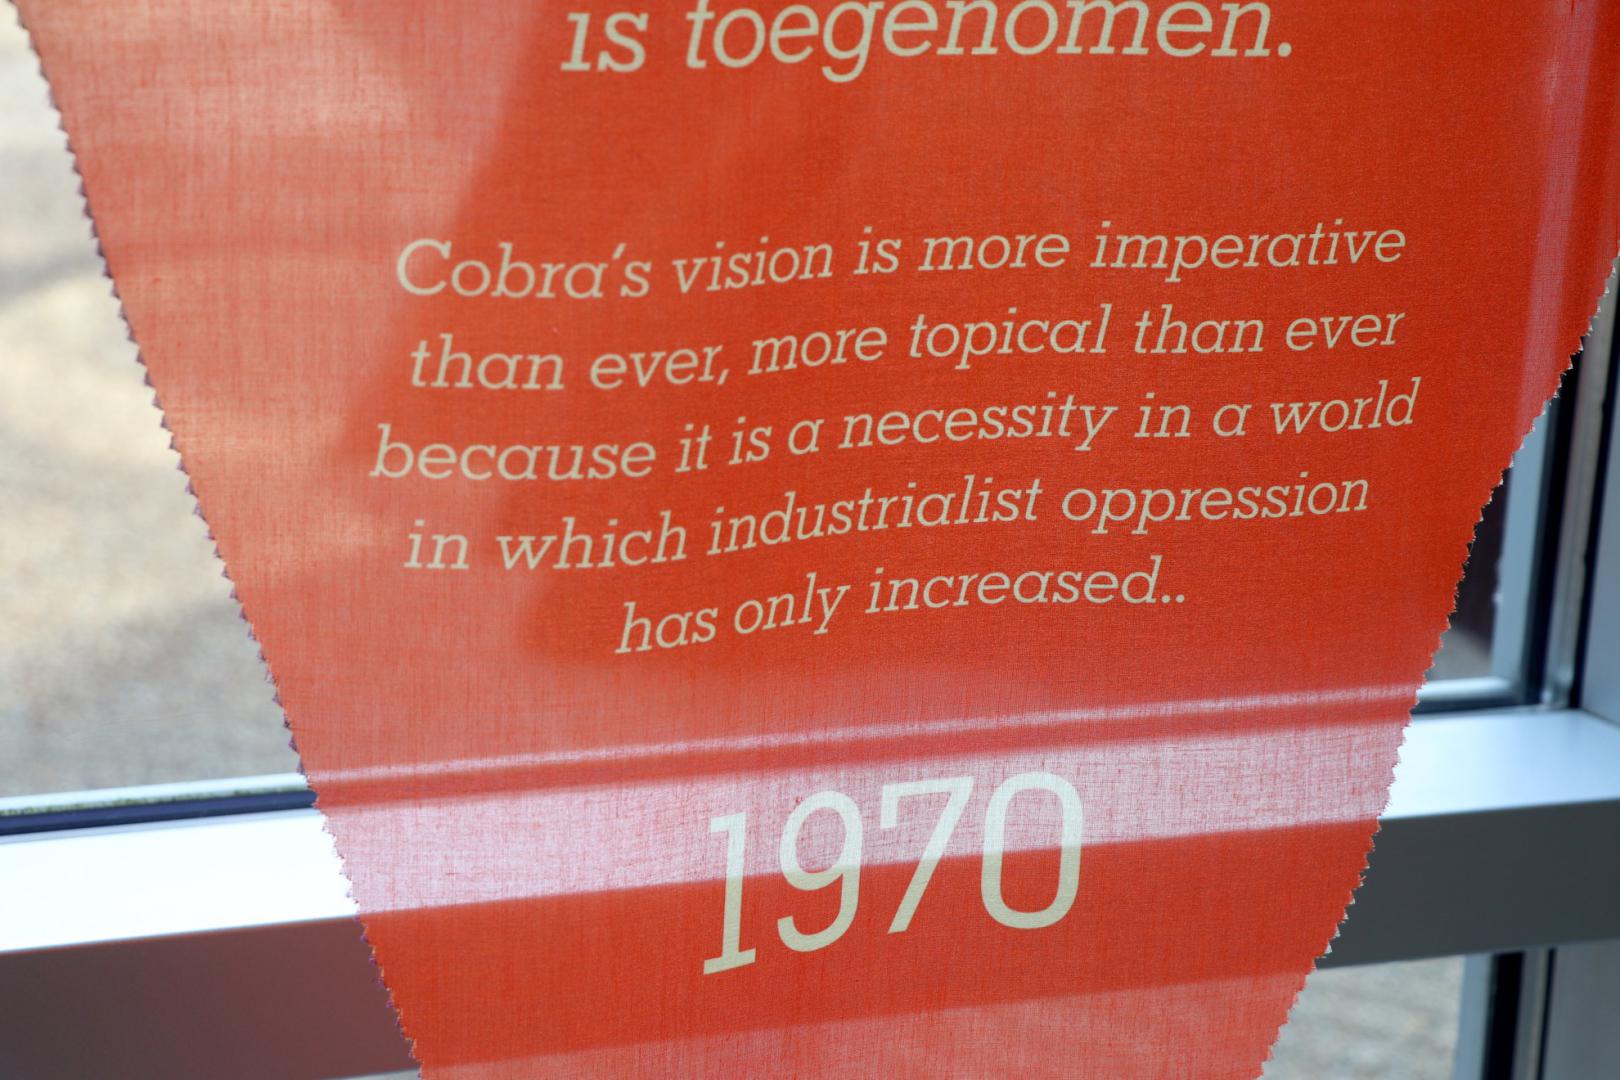 is toegenomen.
Cobra's vision is more imperative
than ever, more topical than ever
because it is a necessity in a world
in which industrialist oppression
has only increased..
1970